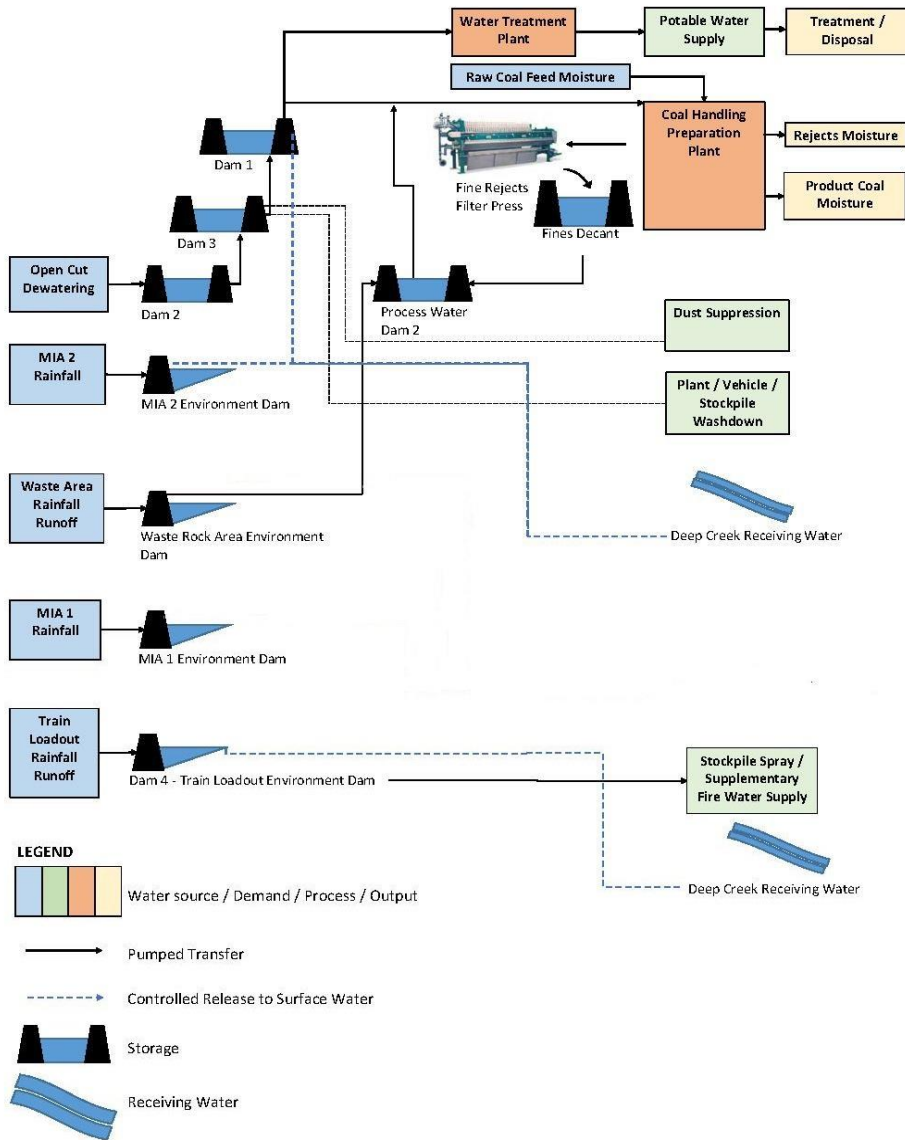 Water Treatment
Plant
Potable Water
Supply
Treatment /
Disposal
Raw Coal Feed Moisture
Coal Handling
Preparation
Plant
Rejects Moisture
Product Coal
Moisture
Dam 1
Fine Rejects
Filter Press
Fines Decant
Dam 3
Open Cut
Dewatering
Dam 2
Process Water
Dam 2
Dust Suppression
MIA 2
Rainfall
MIA 2 Environment Dam
Plant / Vehicle /
Stockpile
Washdown
Waste Area
Rainfall
Runoff
Waste Rock Area Environment
Dam
Deep Creek Receiving Water
MIA 1
Rainfall
MIA 1 Environment Dam
Train
Loadout
Rainfall
Runoff
Dam 4 - Train Loadout Environment Dam
Stockpile Spray /
Supplementary
Fire Water Supply
Deep Creek Receiving Water
LEGEND
Water source / Demand / Process / Output
Pumped Transfer
Controlled Release to Surface Water
Storage
Receiving Water